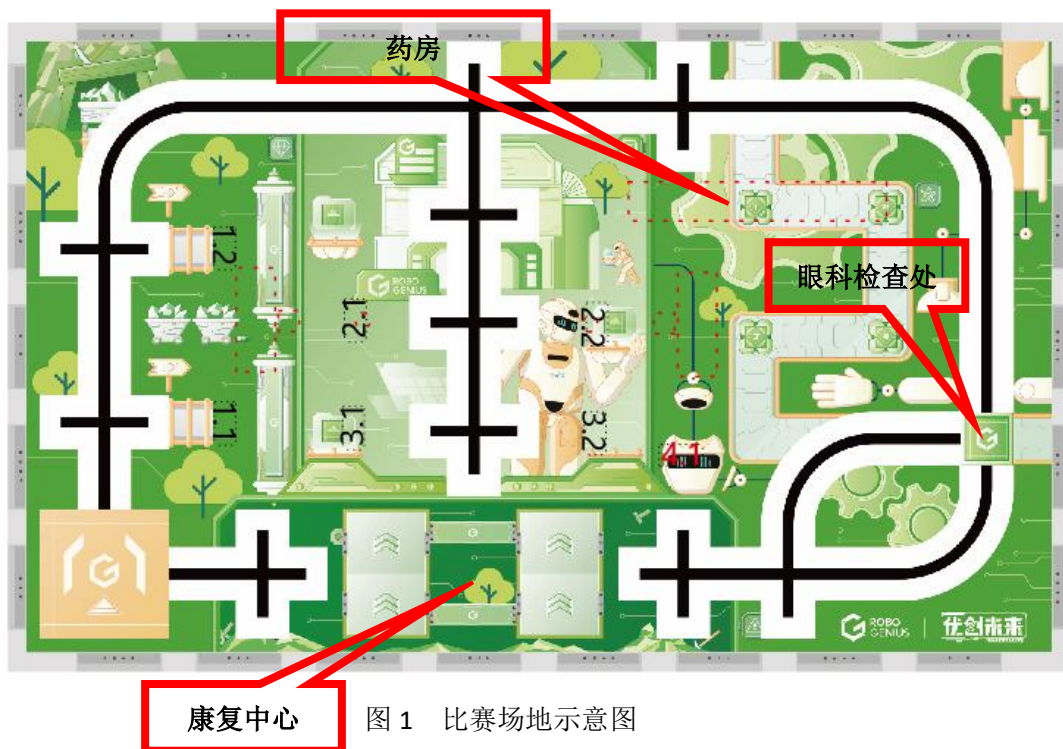 药房
1.2
ROBO
GENIUS
2.1
2.2
眼科检查处
1.1
3.1
3.2
4.1
G
G
ROBO
GENIUS
优创未来
康复中心
图 1 比赛场地示意图